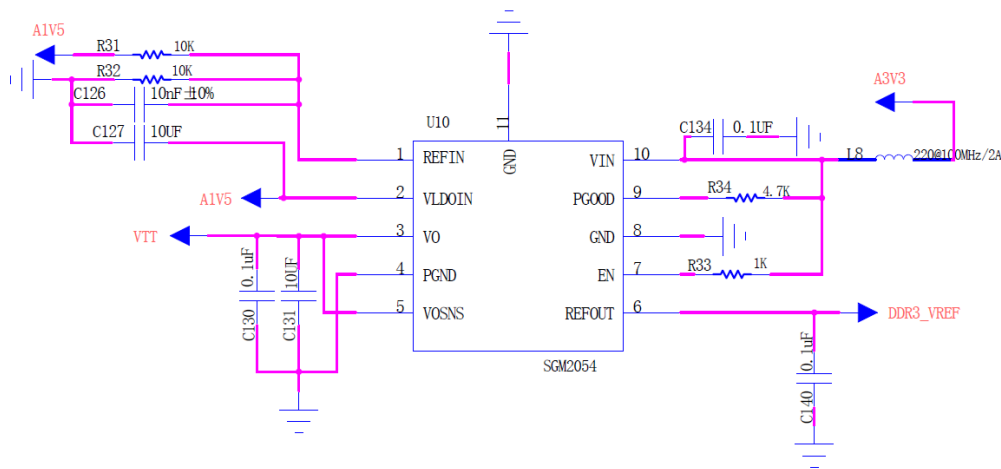 A1V5
R31 10K
R32 10K
C126 10nF ±10%
C127 10UF
A1V5
VTT
0.1uF
C130
10UF
C131
U10
11
GND
1 REFIN
2 VLDOIN
3 VO
4 PGND
5 VOSNS
VIN 10
PGOOD 9
GND 8
EN 7
REFOUT 6
SGM2054
C134 0.1UF
A3V3
L8 220@100MHz/2A
R34 4.7K
R33 1K
DDR3_VREF
0.1uF
C140